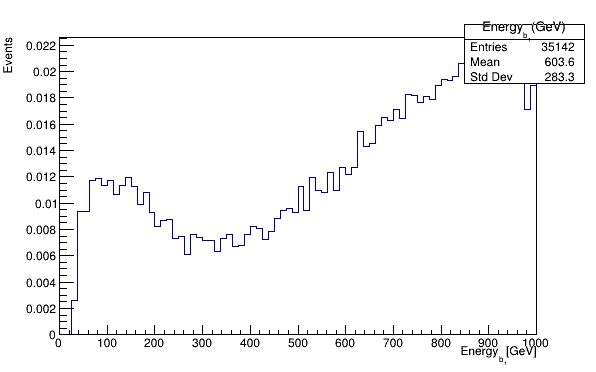 Energy_b_1 (GeV)
Entries 35142
Mean 603.6
Std Dev 283.3
Events
0.022
0.02
0.018
0.016
0.014
0.012
0.01
0.008
0.006
0.004
0.002
0
0 100 200 300 400 500 600 700 800 900 1000
Energy_b_1 [GeV]